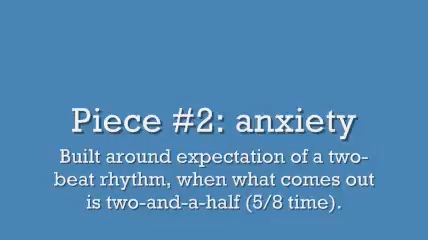 Piece #2: anxiety
Built around expectation of a two-
beat rhythm, when what comes out
is two-and-a-half (5/8 time).